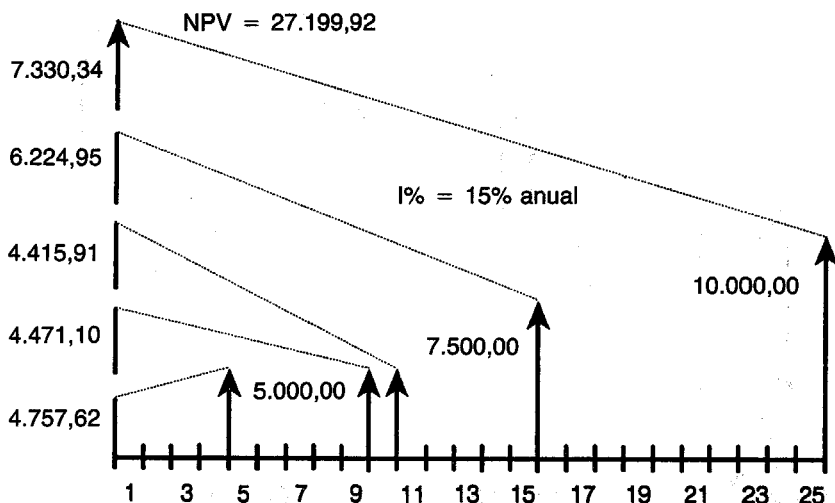 NPV = 27.199,92
7.330,34
6.224,95
I% = 15% anual
4.415,91
10.000,00
4.471,10
7.500,00
5.000,00
4.757,62
1 3 5 7 9 11 13 15 17 19 21 23 25